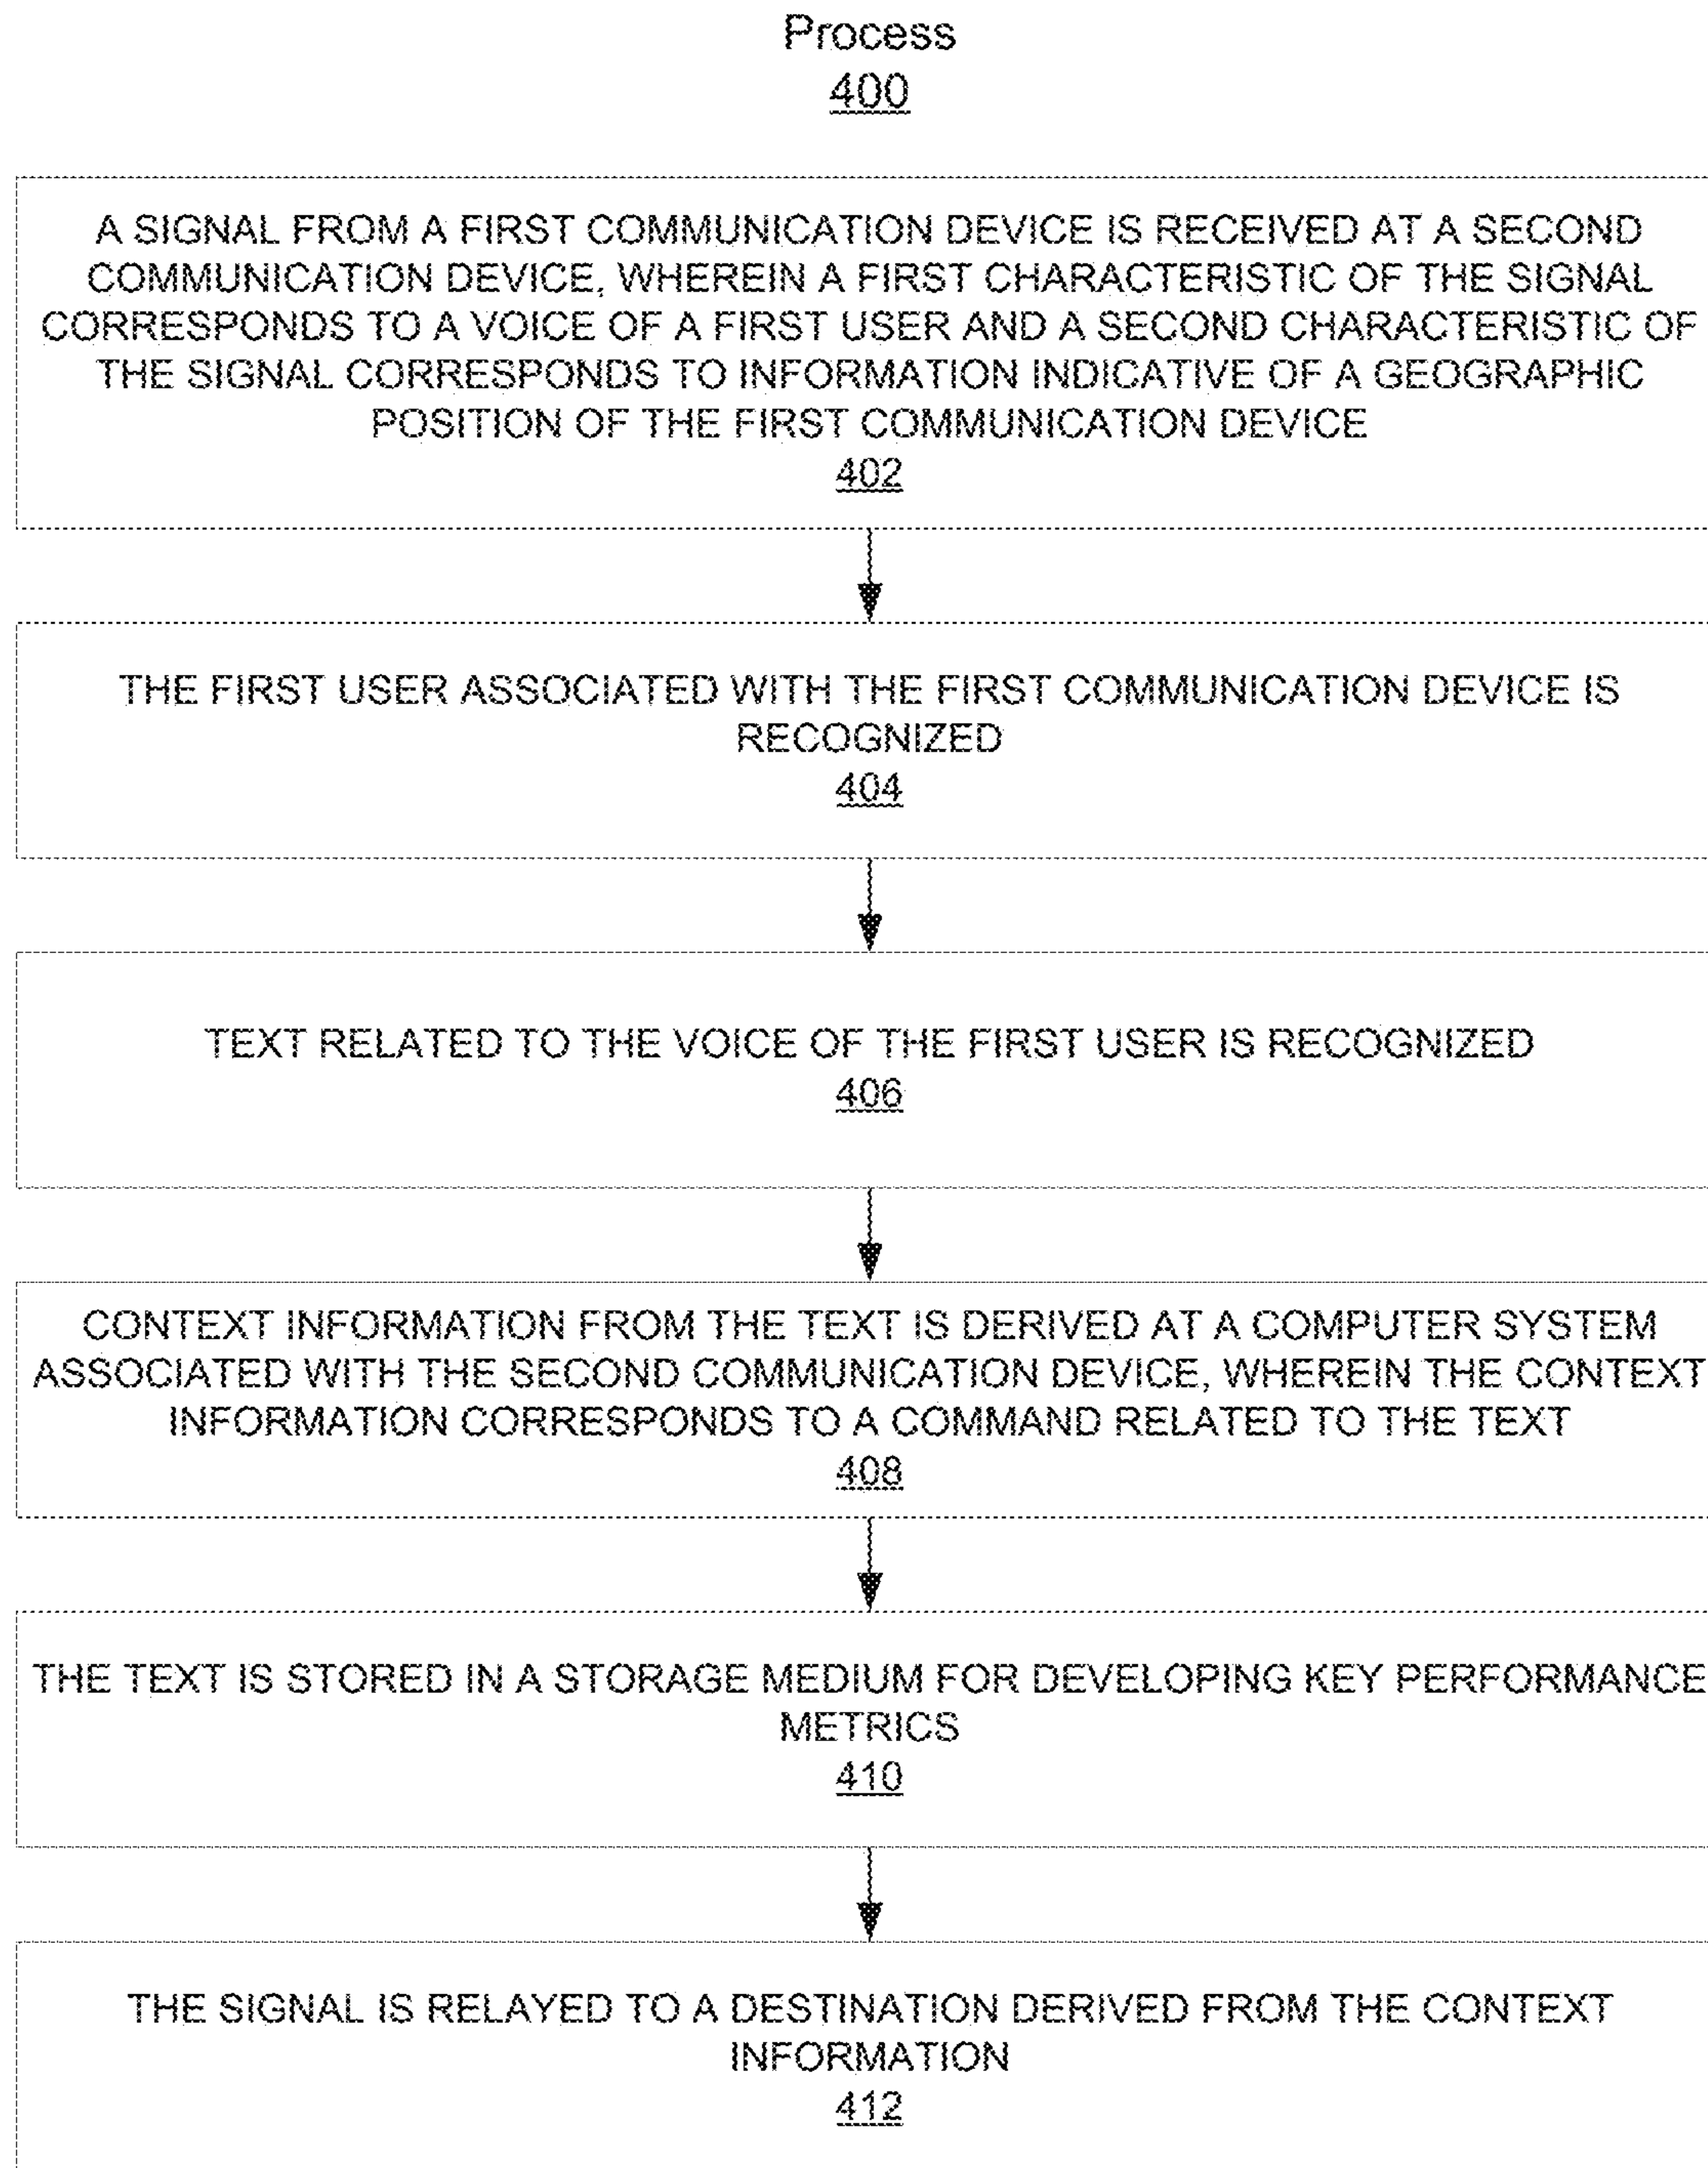 Process
400
A SIGNAL FROM A FIRST COMMUNICATION DEVICE IS RECEIVED AT A SECOND
COMMUNICATION DEVICE, WHEREIN A FIRST CHARACTERISTIC OF THE SIGNAL
CORRESPONDS TO A VOICE OF A FIRST USER AND A SECOND CHARACTERISTIC OF
THE SIGNAL CORRESPONDS TO INFORMATION INDICATIVE OF A GEOGRAPHIC
POSITION OF THE FIRST COMMUNICATION DEVICE
402
THE FIRST USER ASSOCIATED WITH THE FIRST COMMUNICATION DEVICE IS
RECOGNIZED
404
TEXT RELATED TO THE VOICE OF THE FIRST USER IS RECOGNIZED
406
CONTEXT INFORMATION FROM THE TEXT IS DERIVED AT A COMPUTER SYSTEM
ASSOCIATED WITH THE SECOND COMMUNICATION DEVICE, WHEREIN THE CONTEXT
INFORMATION CORRESPONDS TO A COMMAND RELATED TO THE TEXT
408
THE TEXT IS STORED IN A STORAGE MEDIUM FOR DEVELOPING KEY PERFORMANCE
METRICS
410
THE SIGNAL IS RELAYED TO A DESTINATION DERIVED FROM THE CONTEXT
INFORMATION
412